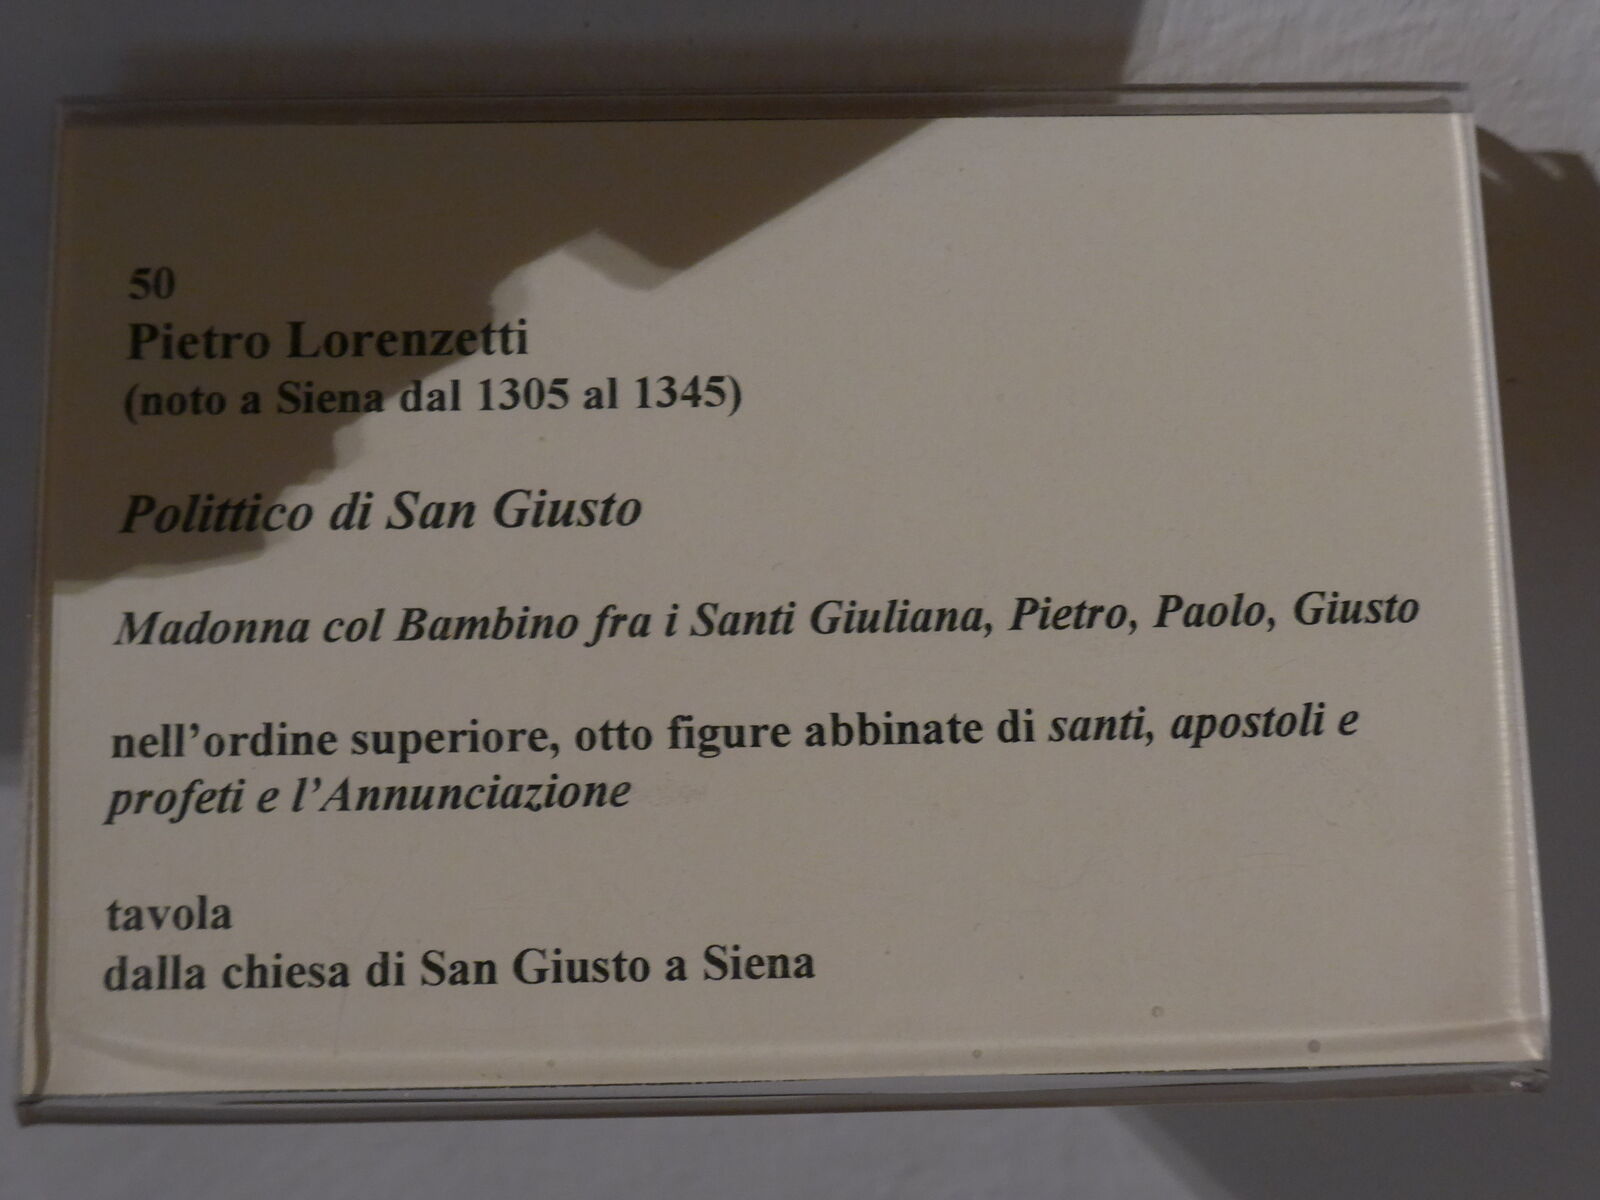 50
Pietro Lorenzetti
(noto a Siena dal 1305 al 1345)
Polittico di San Giusto
Madonna col Bambino fra i Santi Giuliana, Pietro, Paolo, Giusto
nell’ordine superiore, otto figure abbinate di santi, apostoli e
profeti e l’Annunciazione
tavola
dalla chiesa di San Giusto a Siena